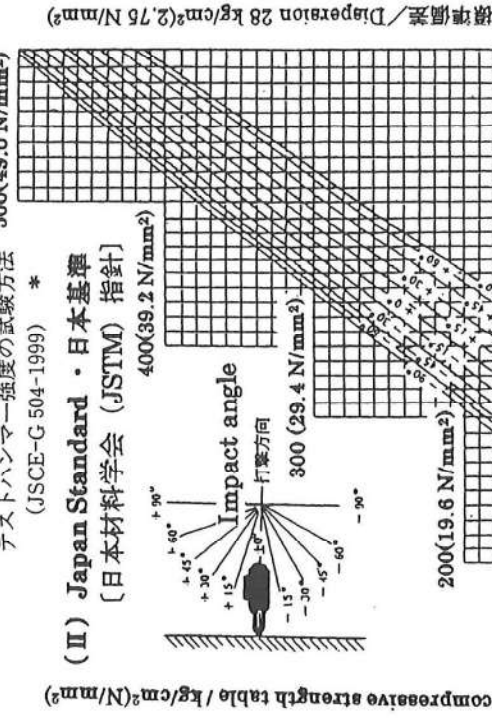 テストハンマー強度の試験方法
(JSCE-G 504-1999) *
(II) Japan Standard ・日本基準
〔日本材料学会 (JSTM) 指針〕
400(39.2 N/mm²)
Impact angle
打撃方向
300 (29.4 N/mm²)
200(19.6 N/mm²)
+ 90°
+ 60°
+ 45°
+ 30°
+ 15°
± 0°
- 15°
- 30°
- 45°
- 60°
- 90°
compressive strength table / kg/cm²(N/mm²)
標準偏差／Diapersion 28 kg/cm²(2,75 N/mm²)